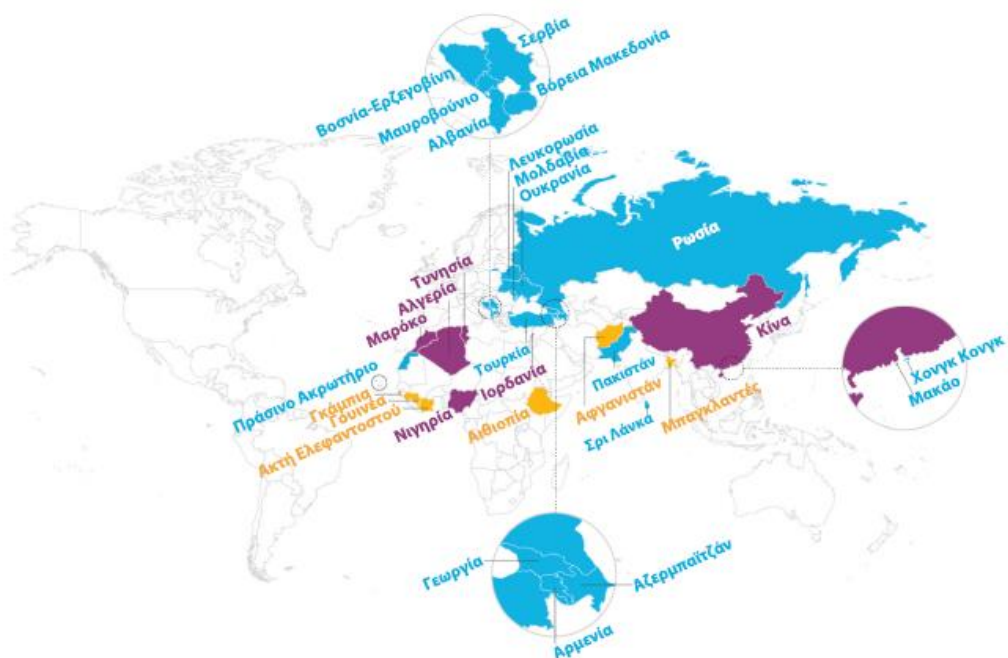 Σερβία
Βοσνία-Ερζεγοβίνη
Βόρεια Μακεδονία
Μαυροβούνιο
Αλβανία
Λευκορωσία
Μολδαβία
Ουκρανία
Ρωσία
Τυνησία
Αλγερία
Μαρόκο
Κίνα
Τουρκία
Πράσινο Ακρωτήριο
Γκάμπια
Γουινέα
Ακτή Ελεφαντοστού
Νιγηρία
Ιορδανία
Αιθιοπία
Αφγανιστάν
Πακιστάν
Σρι Λάνκά
Μπαγκλαντές
Χονγκ Κονγκ
Μακάο
Γεωργία
Αζερμπαϊτζάν
Αρμενία